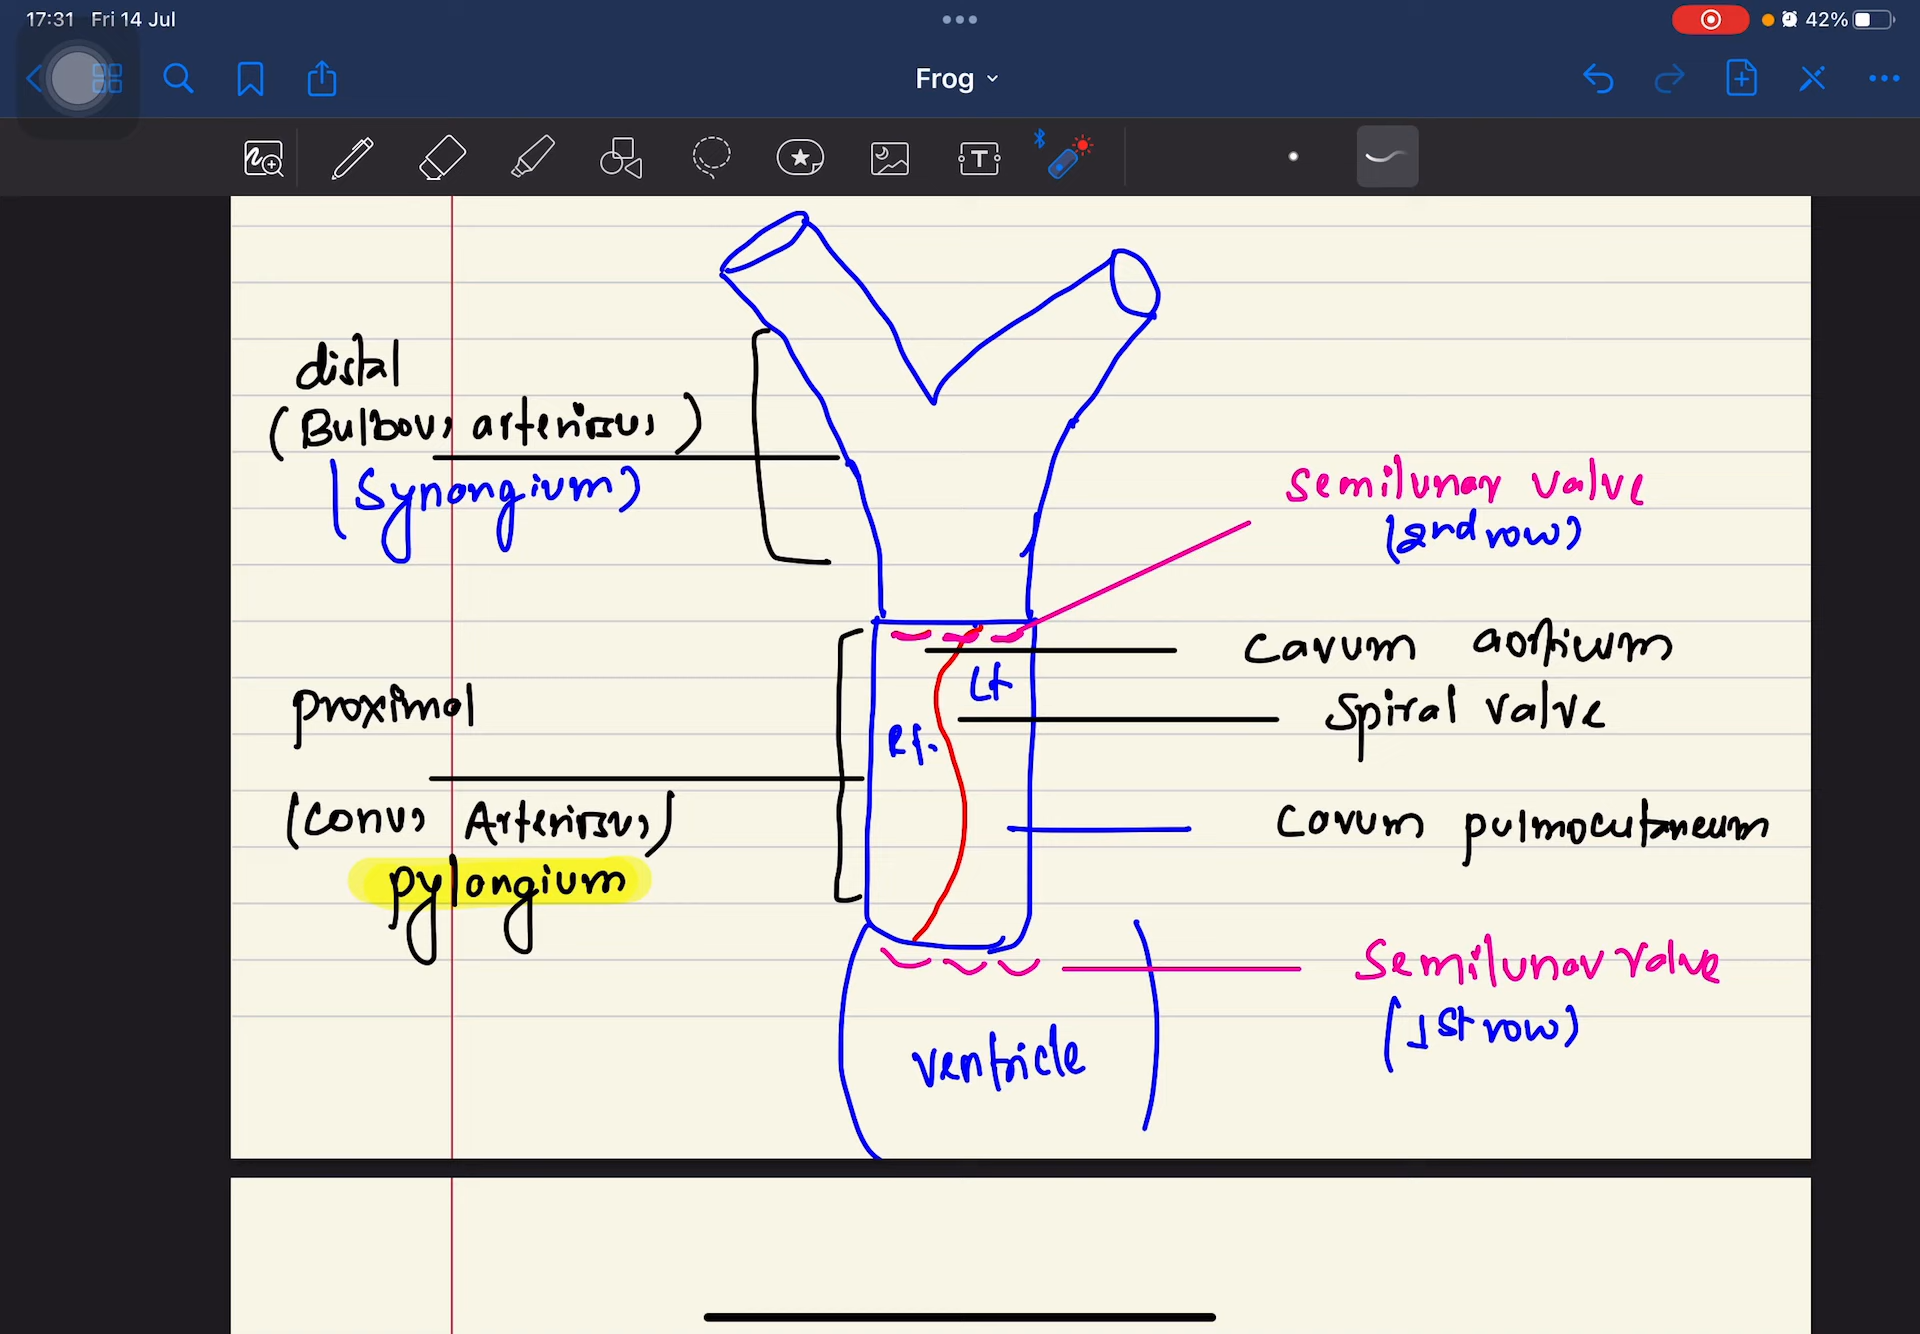 17:31 Fri 14 Jul
42%
Frog
T
distal
(Bulbous arteriosus)
(Synangium)
semilunar valve
(2nd row)
Cavum aorticum
Lt
Spiral valve
proximal
Rt.
(Conus Arteriosus)
Cavum pulmocutaneum
pylangium
Semilunar valve
(1st row)
ventricle